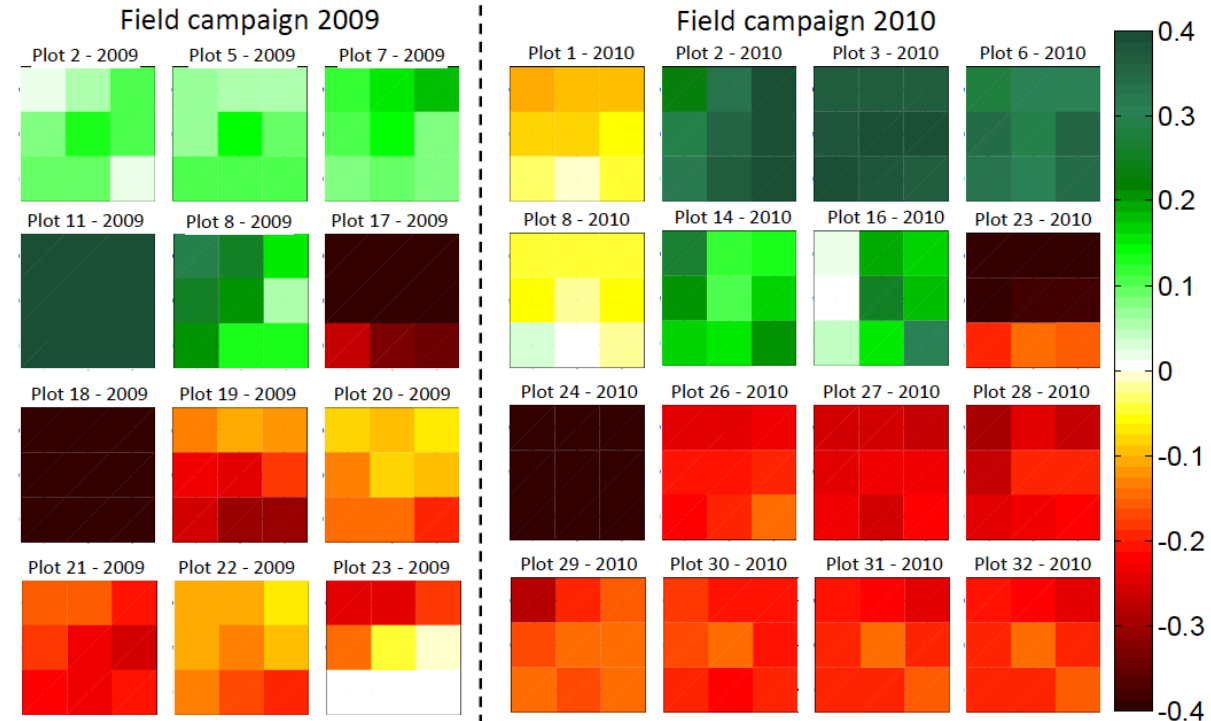 Field campaign 2009
Field campaign 2010
Plot 2 - 2009
Plot 5 - 2009
Plot 7 - 2009
Plot 1 - 2010
Plot 2 - 2010
Plot 3 - 2010
Plot 6 - 2010
Plot 11 - 2009
Plot 8 - 2009
Plot 17 - 2009
Plot 8 - 2010
Plot 14 - 2010
Plot 16 - 2010
Plot 23 - 2010
Plot 18 - 2009
Plot 19 - 2009
Plot 20 - 2009
Plot 24 - 2010
Plot 26 - 2010
Plot 27 - 2010
Plot 28 - 2010
Plot 21 - 2009
Plot 22 - 2009
Plot 23 - 2009
Plot 29 - 2010
Plot 30 - 2010
Plot 31 - 2010
Plot 32 - 2010
0.4
0.3
0.2
0.1
0
-0.1
-0.2
-0.3
-0.4